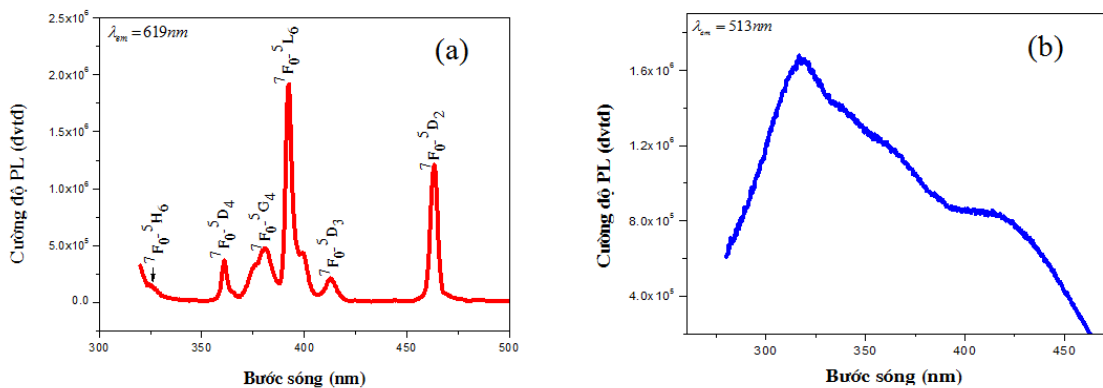 λem = 619nm
(a)
⁷F₀-⁵H₆
⁷F₀-⁵D₄
⁷F₀-⁵G₄
⁷F₀-⁵L₆
⁷F₀-⁵D₃
⁷F₀-⁵D₂
Cường độ PL (đvtđ)
2.5x10⁶
2.0x10⁶
1.5x10⁶
1.0x10⁶
5.0x10⁵
0.0
300 350 400 450 500
Bước sóng (nm)
λem = 513nm
(b)
Cường độ PL (đvtđ)
1.6x10⁶
1.2x10⁶
8.0x10⁵
4.0x10⁵
300 350 400 450
Bước sóng (nm)